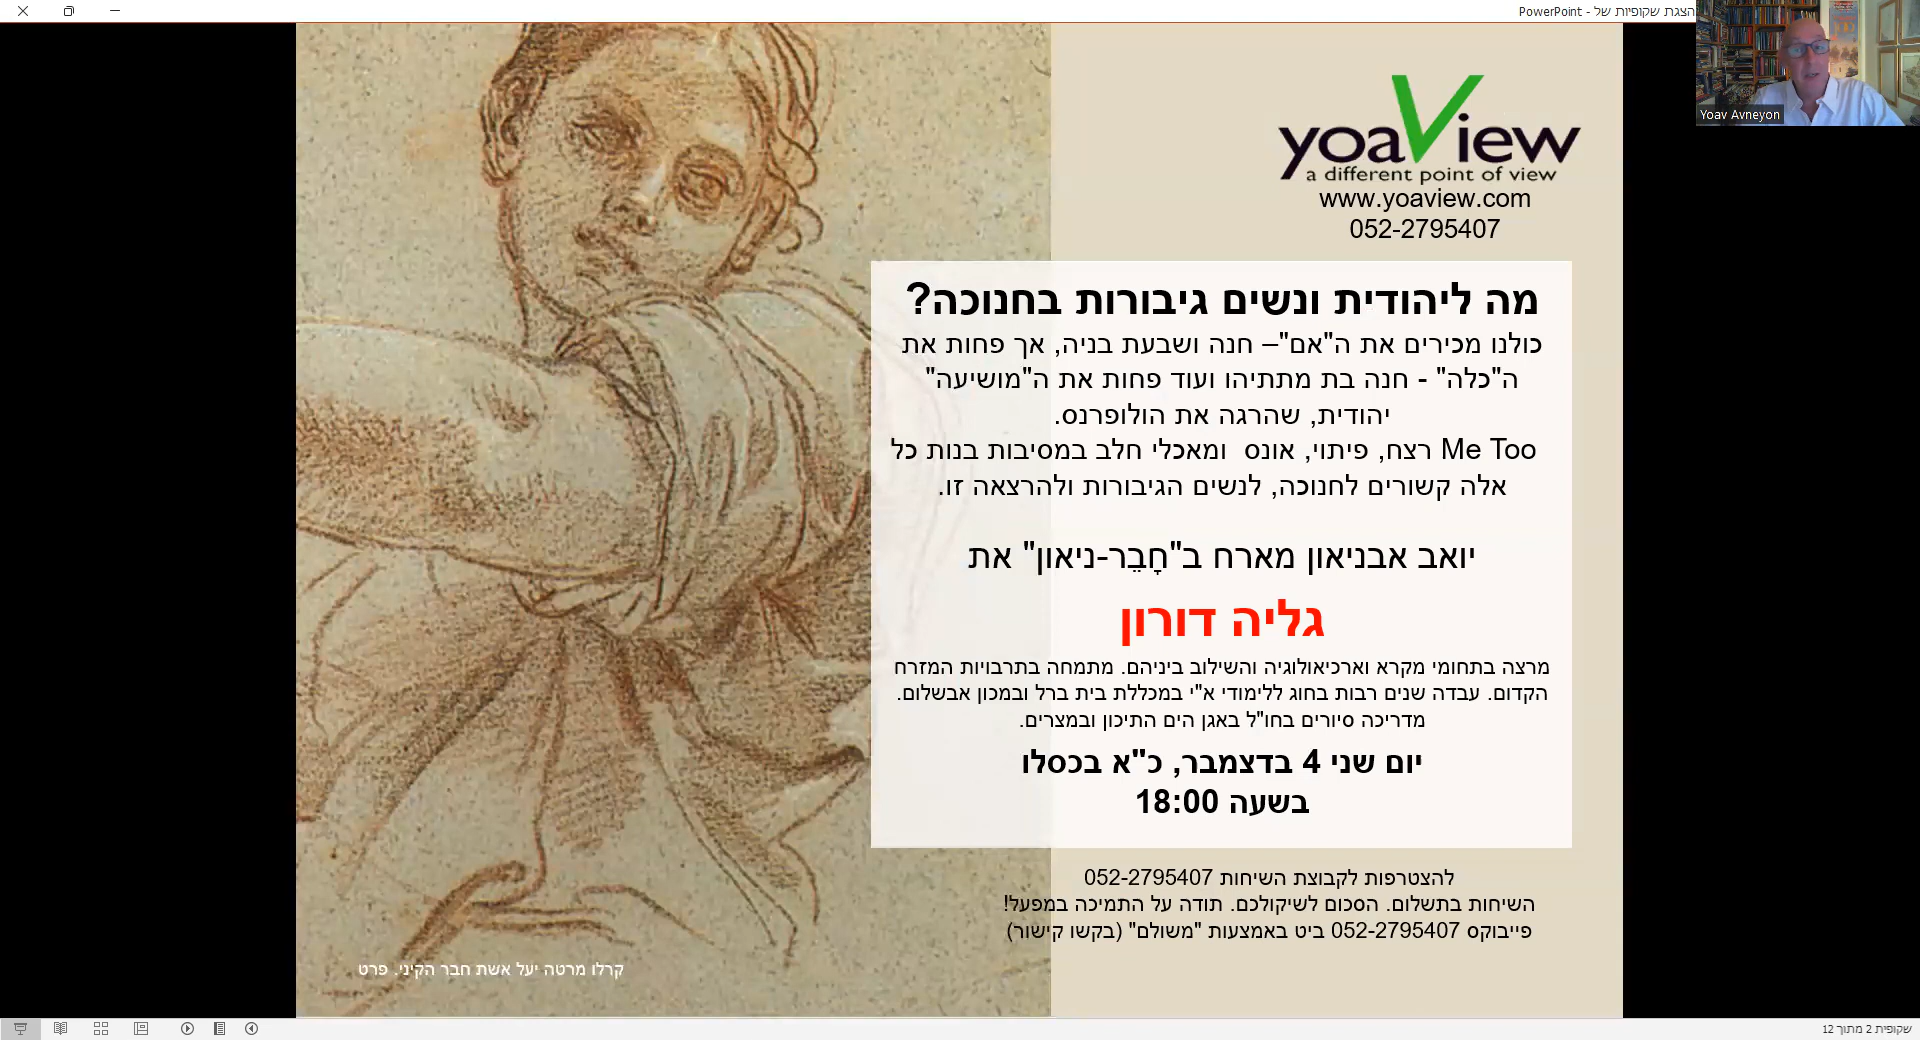 הצגת שקופיות של - PowerPoint
Yoav Avneyon
yoaView
a different point of view
www.yoaview.com
052-2795407
מה ליהודית ונשים גיבורות בחנוכה?
כולנו מכירים את ה"אם"– חנה ושבעת בניה, אך פחות את
ה"כלה" - חנה בת מתתיהו ועוד פחות את ה"מושיעה"
יהודית, שהרגה את הולופרנס.
Me Too רצח, פיתוי, אונס ומאכלי חלב במסיבות בנות כל
אלה קשורים לחנוכה, לנשים הגיבורות ולהרצאה זו.
יואב אבניאון מארח ב"חָבֵר-ניאון" את
גליה דורון
מרצה בתחומי מקרא וארכיאולוגיה והשילוב ביניהם. מתמחה בתרבויות המזרח
הקדום. עבדה שנים רבות בחוג ללימודי א"י במכללת בית ברל ובמכון אבשלום.
מדריכה סיורים בחו"ל באגן הים התיכון ובמצרים.
יום שני 4 בדצמבר, כ"א בכסלו
בשעה 18:00
להצטרפות לקבוצת השיחות 052-2795407
השיחות בתשלום. הסכום לשיקולכם. תודה על התמיכה במפעל!
פייבוקס 052-2795407 ביט באמצעות "משולם" (בקשו קישור)
קרלו מרטה יעל אשת חבר הקיני. פרט
שקופית 2 מתוך 12